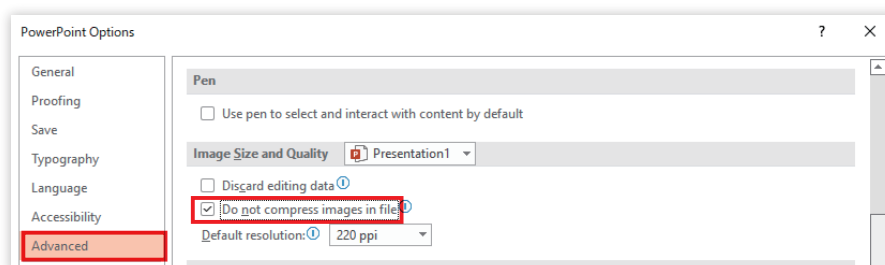 PowerPoint Options
?
General
Proofing
Save
Typography
Language
Accessibility
Advanced
Pen
Use pen to select and interact with content by default
Image Size and Quality Presentation1
Discard editing data
Do not compress images in file
Default resolution: 220 ppi